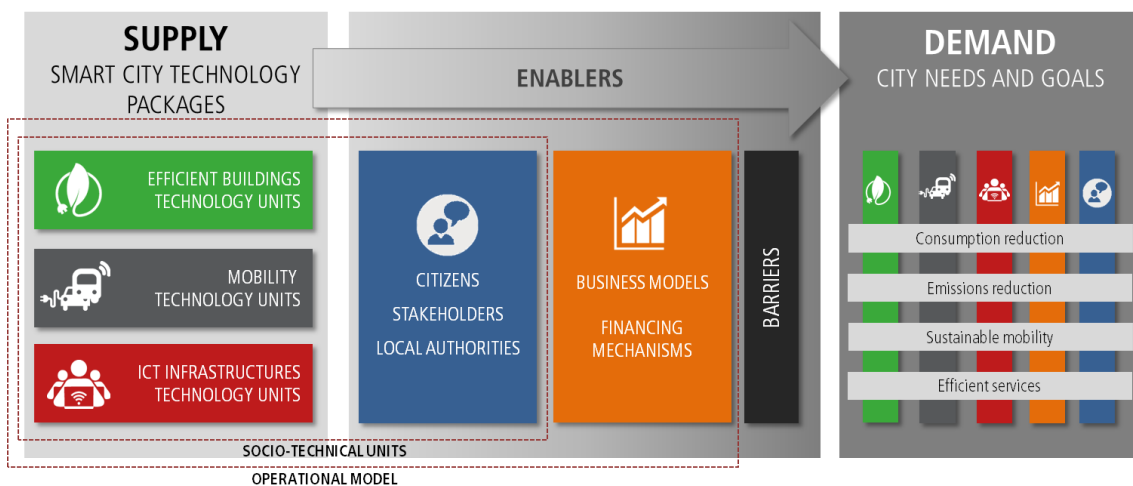 SUPPLY
SMART CITY TECHNOLOGY
PACKAGES
ENABLERS
DEMAND
CITY NEEDS AND GOALS
EFFICIENT BUILDINGS
TECHNOLOGY UNITS
MOBILITY
TECHNOLOGY UNITS
ICT INFRASTRUCTURES
TECHNOLOGY UNITS
CITIZENS
STAKEHOLDERS
LOCAL AUTHORITIES
BUSINESS MODELS
FINANCING
MECHANISMS
BARRIERS
Consumption reduction
Emissions reduction
Sustainable mobility
Efficient services
SOCIO-TECHNICAL UNITS
OPERATIONAL MODEL